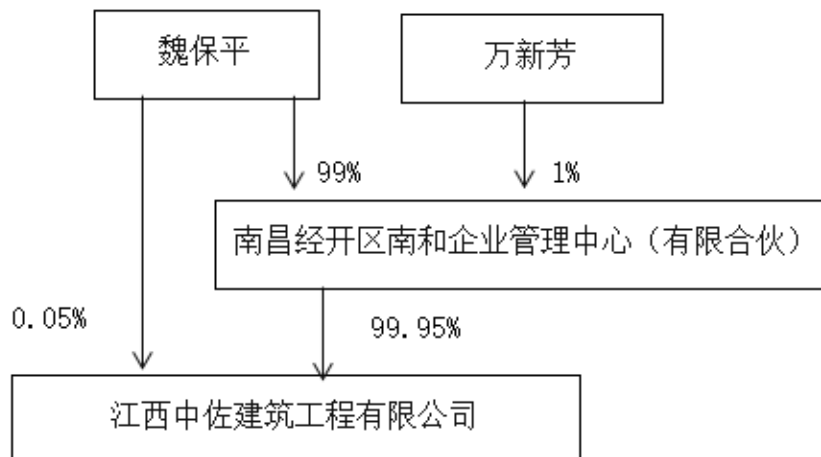 魏保平
万新芳
99%
1%
南昌经开区南和企业管理中心（有限合伙）
0.05%
99.95%
江西中佐建筑工程有限公司